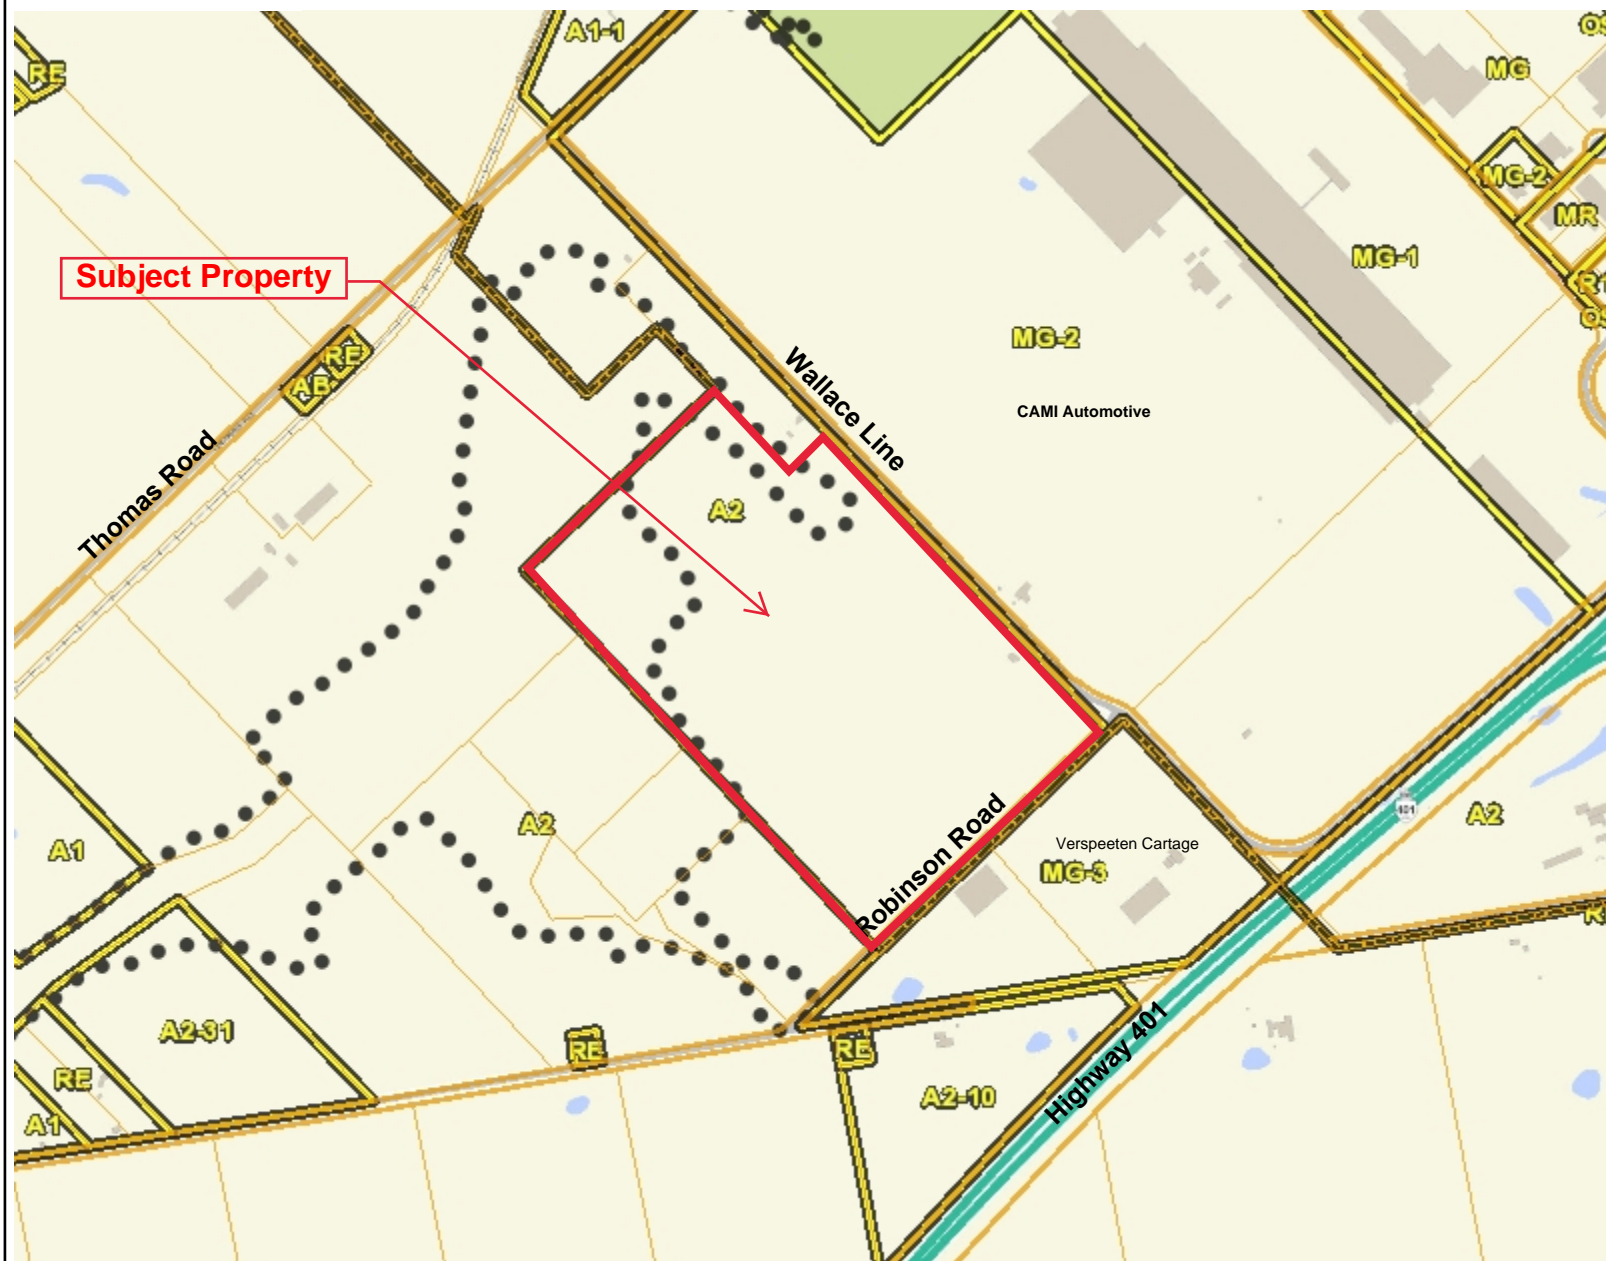 A1-1
RE
MG
MG-2
MR
MG-1
Subject Property
RE
AB
MG-2
Wallace Line
CAMI Automotive
Thomas Road
A2
401
A2
A1
A2
Robinson Road
Verspeeten Cartage
MG-3
A2-31
RE
RE
RE
A1
A2-10
Highway 401